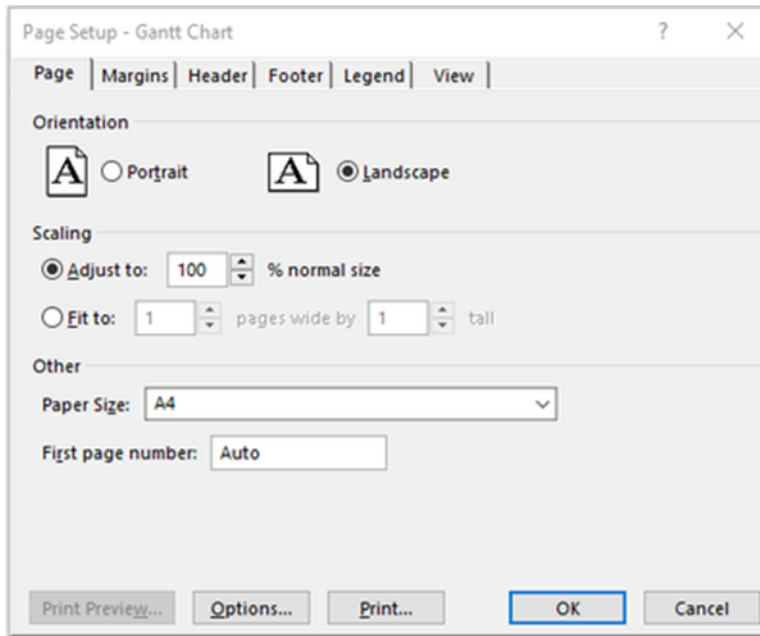 Page Setup - Gantt Chart ? ×
Page Margins Header Footer Legend View
Orientation
A Portrait A Landscape
Scaling
Adjust to: 100 % normal size
Fit to: 1 pages wide by 1 tall
Other
Paper Size: A4
First page number: Auto
Print Preview... Options... Print... OK Cancel